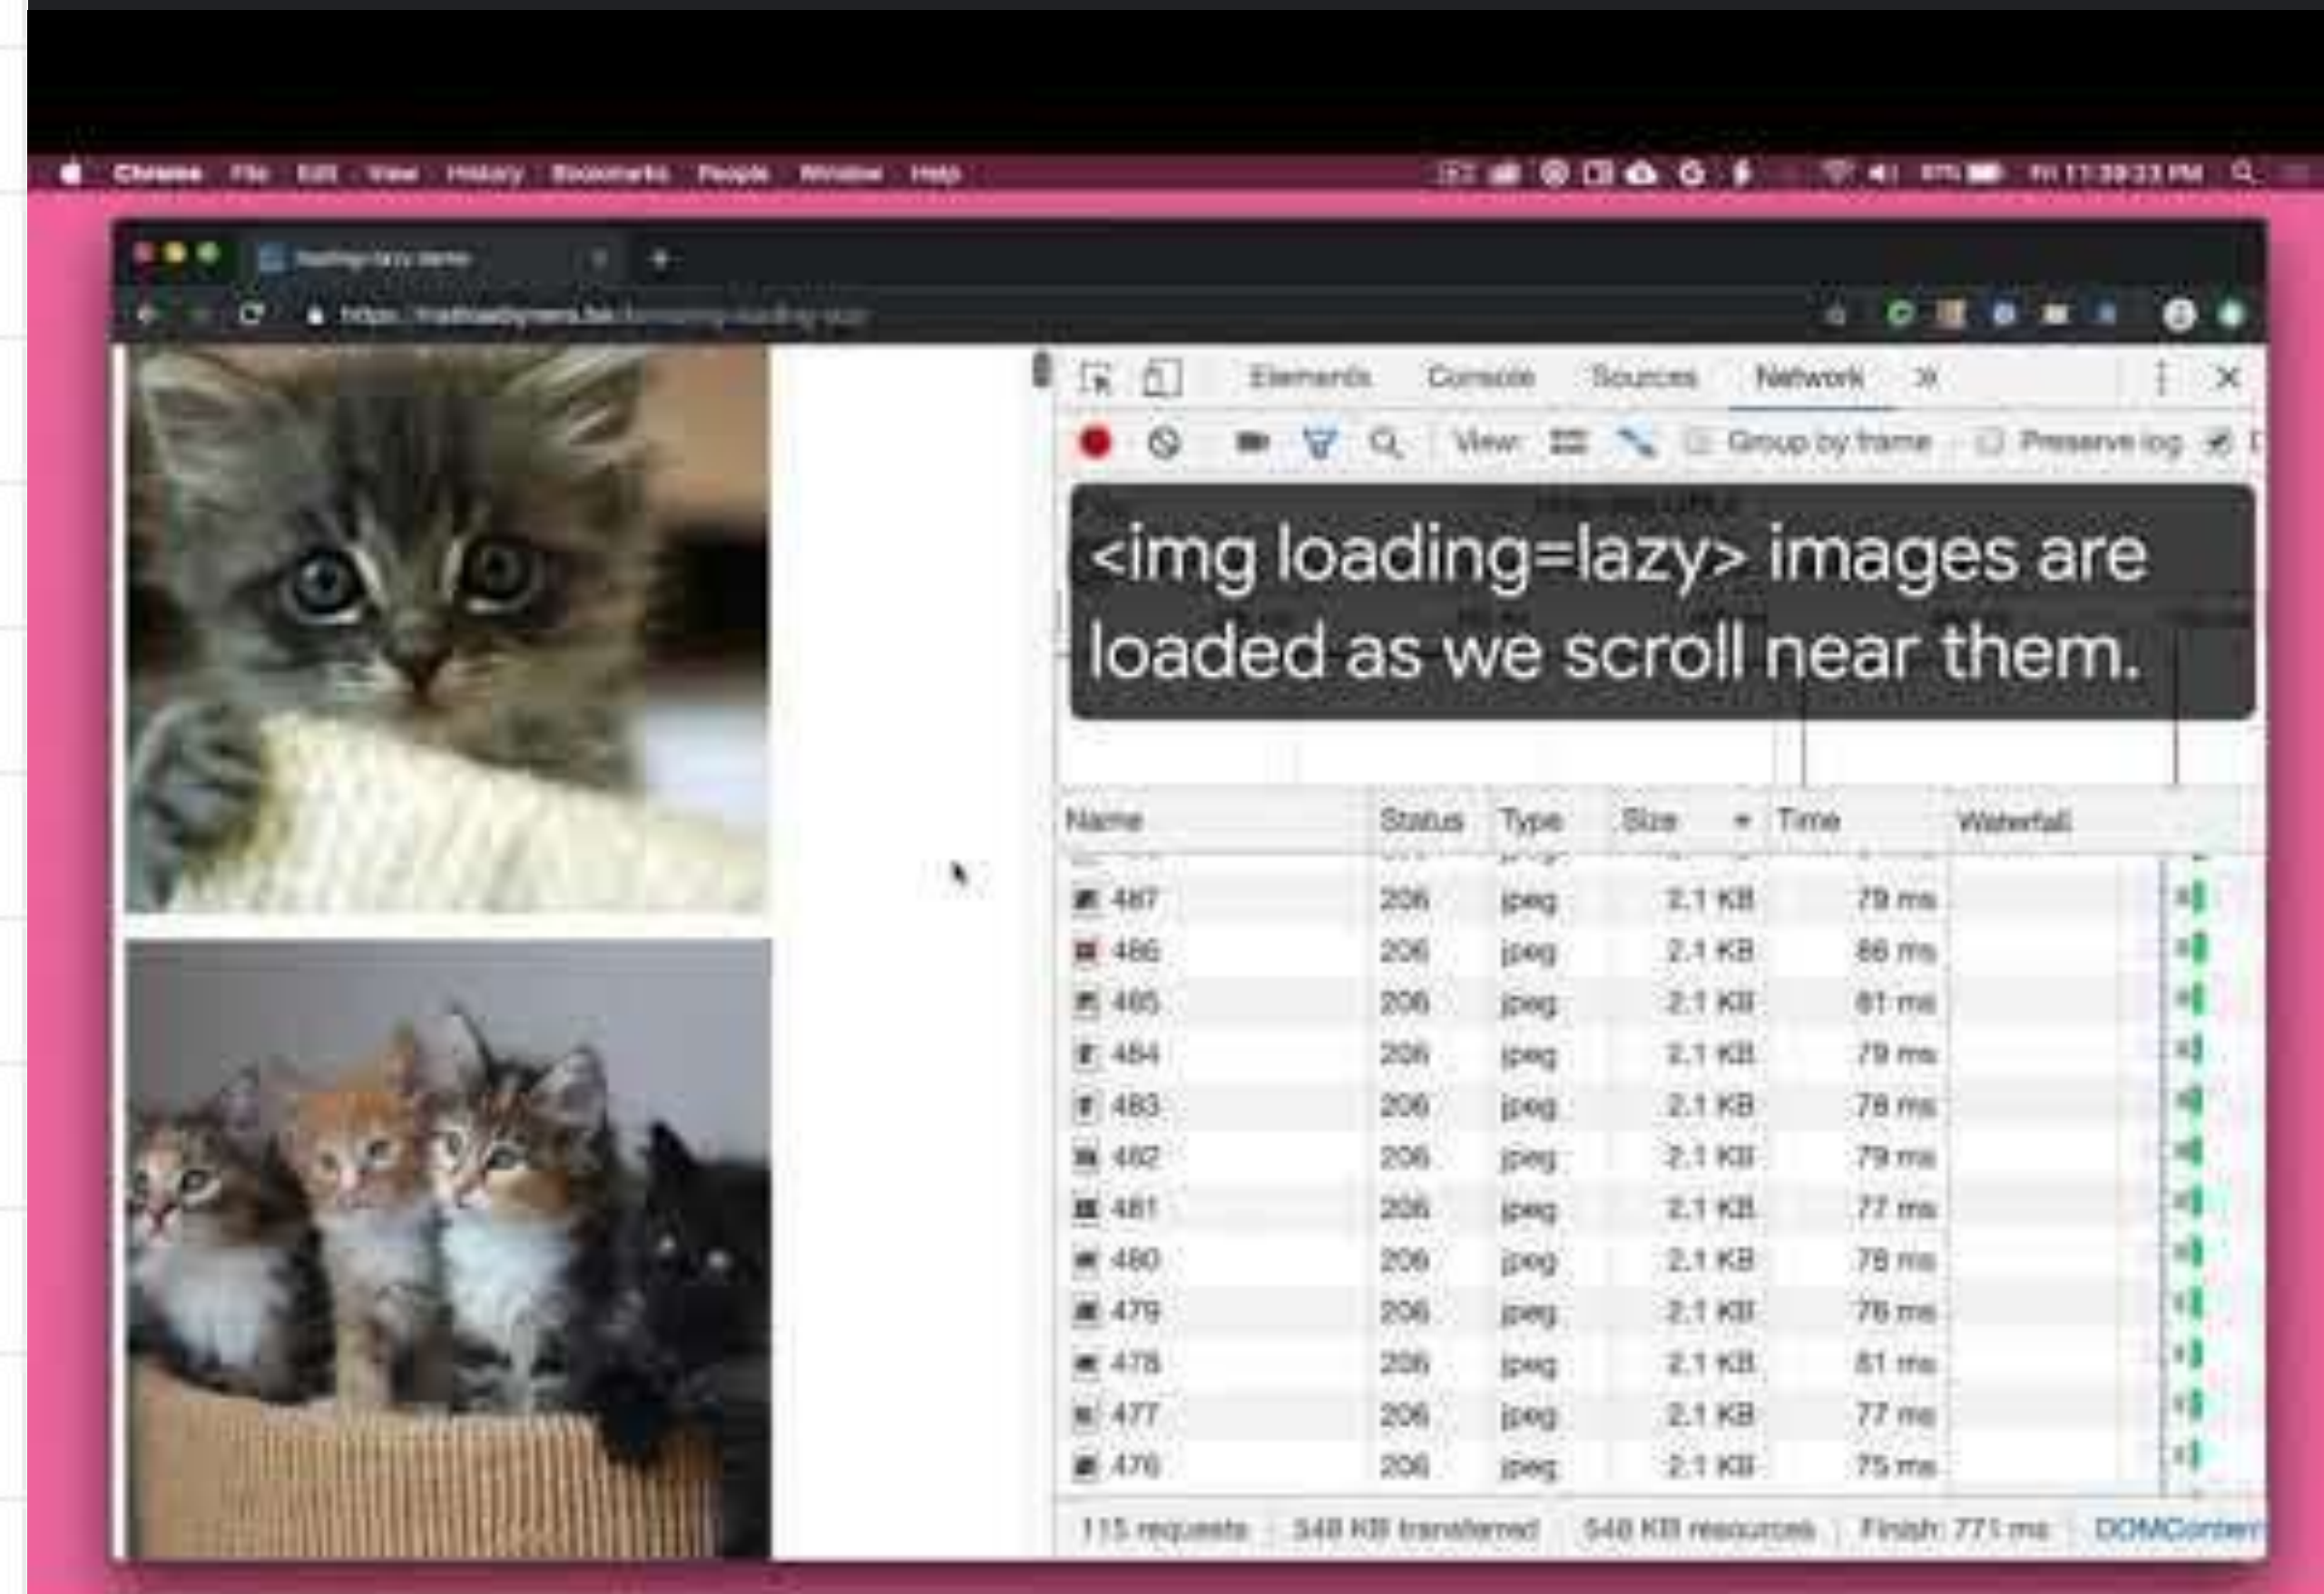 Chrome File Edit View History Bookmarks People Window Help
Elements Console Sources Network
View: Group by frame Preserve log
<img loading=lazy> images are
loaded as we scroll near them.
Name Status Type Size Time Waterfall
487 206 jpeg 2.1 KB 79 ms
486 206 jpeg 2.1 KB
485 206 jpeg 2.1 KB
484 206 jpeg 2.1 KB 79 ms
483 206 jpeg 2.1 KB 78 ms
482 206 jpeg 2.1 KB 79 ms
481 206 jpeg 2.1 KB 77 ms
480 206 jpeg 2.1 KB 78 ms
479 206 jpeg 2.1 KB 76 ms
478 206 jpeg 2.1 KB
477 206 jpeg 2.1 KB 77 ms
476 206 jpeg 2.1 KB 75 ms
115 requests 548 KB transferred 548 KB resources Finish: 771 ms